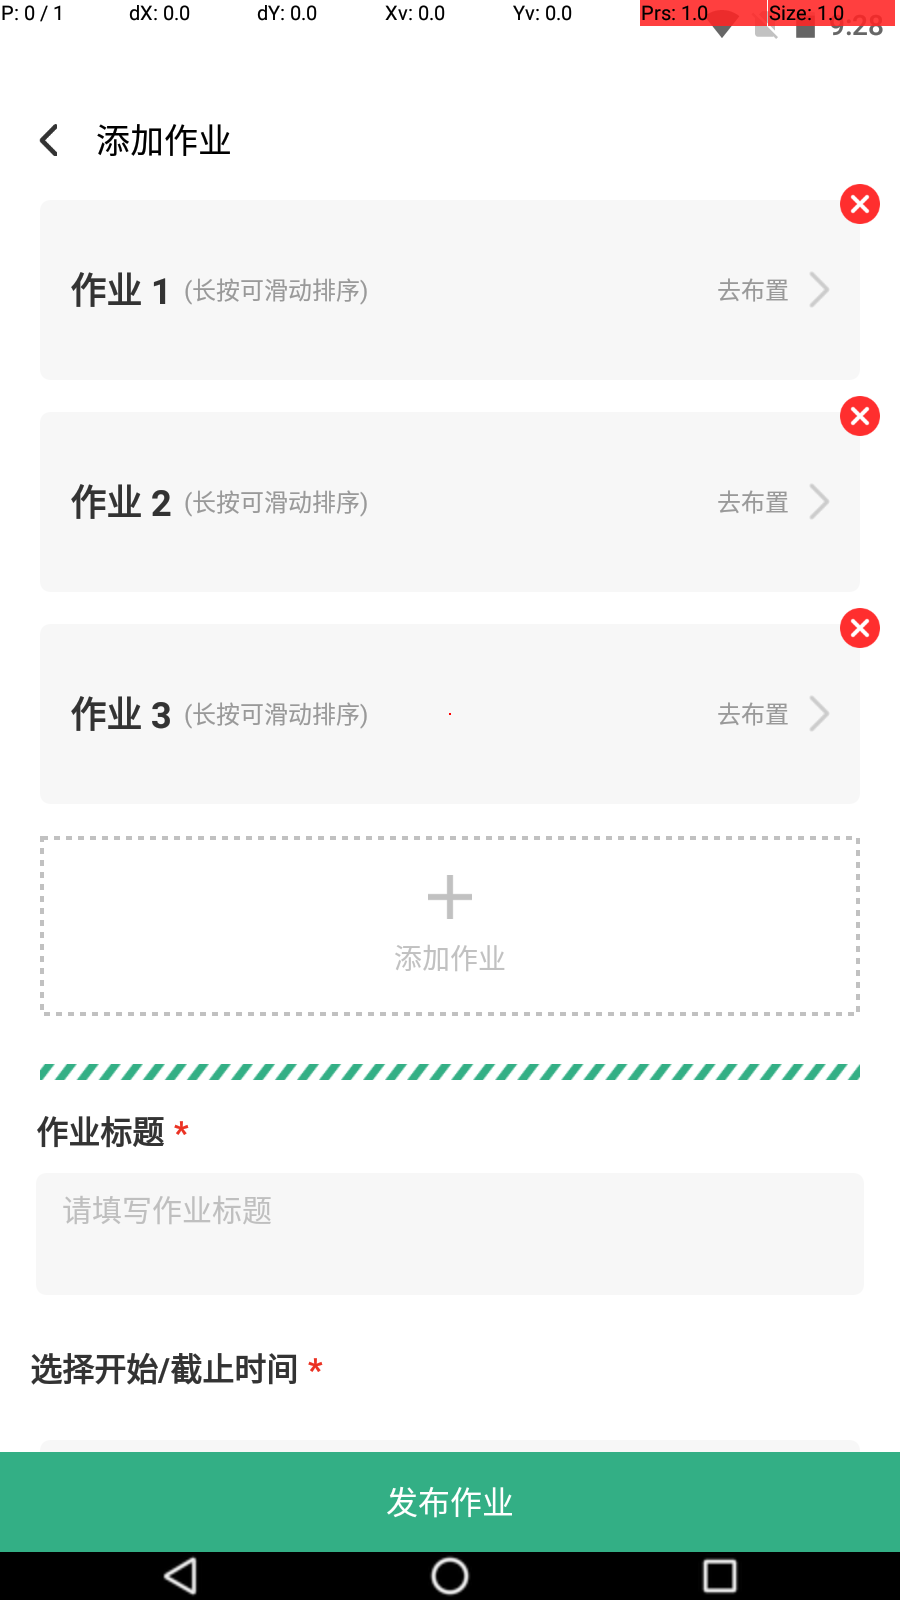 P: 0 / 1 dX: 0.0 dY: 0.0 Xv: 0.0 Yv: 0.0 Prs: 1.0 Size: 1.0
9:28
添加作业
作业 1 (长按可滑动排序) 去布置
作业 2 (长按可滑动排序) 去布置
作业 3 (长按可滑动排序) 去布置
添加作业
作业标题 *
请填写作业标题
选择开始/截止时间 *
发布作业